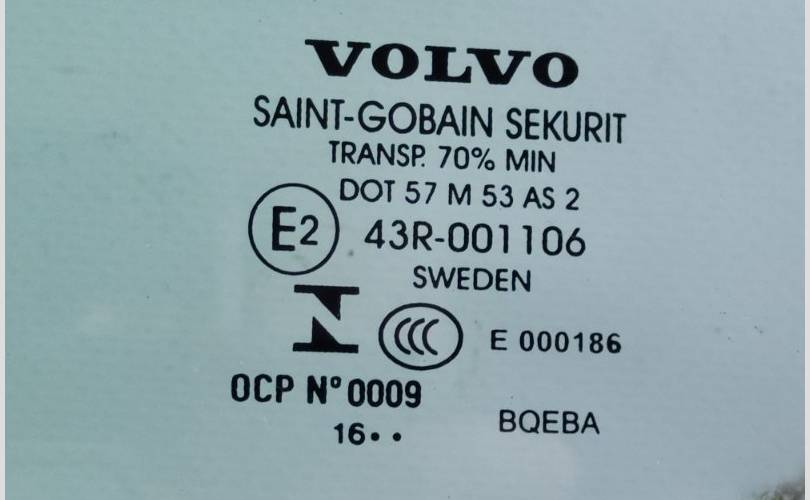 VOLVO
SAINT-GOBAIN SEKURIT
TRANSP. 70% MIN
DOT 57 M 53 AS 2
E2 43R-001106
SWEDEN
CCC E 000186
OCP N° 0009
16•• BQEBA